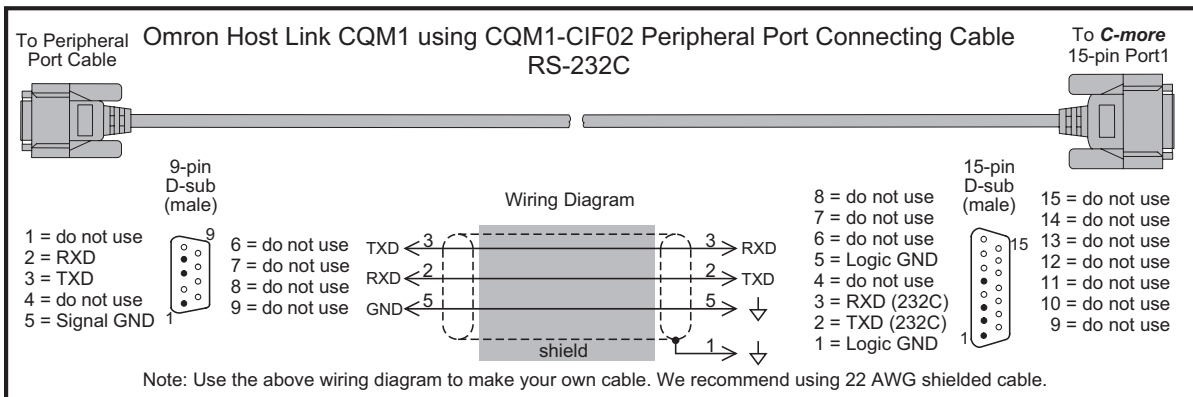 To Peripheral
Port Cable
Omron Host Link CQM1 using CQM1-CIF02 Peripheral Port Connecting Cable
RS-232C
To C-more
15-pin Port1
9-pin
D-sub
(male)
1 = do not use
2 = RXD
3 = TXD
4 = do not use
5 = Signal GND
9
1
6 = do not use
7 = do not use
8 = do not use
9 = do not use
Wiring Diagram
TXD 3 3 RXD
RXD 2 2 TXD
GND 5 5
shield 1
8 = do not use
7 = do not use
6 = do not use
5 = Logic GND
4 = do not use
3 = RXD (232C)
2 = TXD (232C)
1 = Logic GND
15-pin
D-sub
(male)
15
1
15 = do not use
14 = do not use
13 = do not use
12 = do not use
11 = do not use
10 = do not use
9 = do not use
Note: Use the above wiring diagram to make your own cable. We recommend using 22 AWG shielded cable.